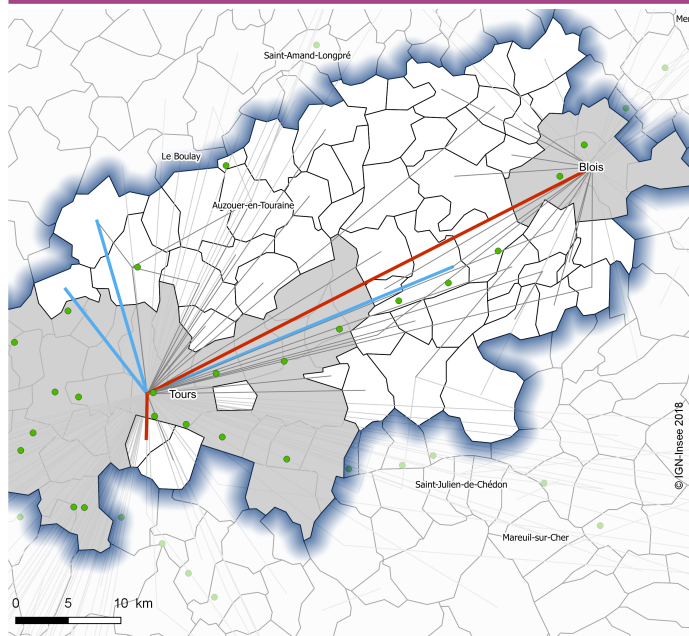 Mer
Saint-Amand-Longpré
Le Boulay
Blois
Auzouer-en-Touraine
Tours
Saint-Julien-de-Chédon
Mareuil-sur-Cher
© IGN-Insee 2018
0 5 10 km